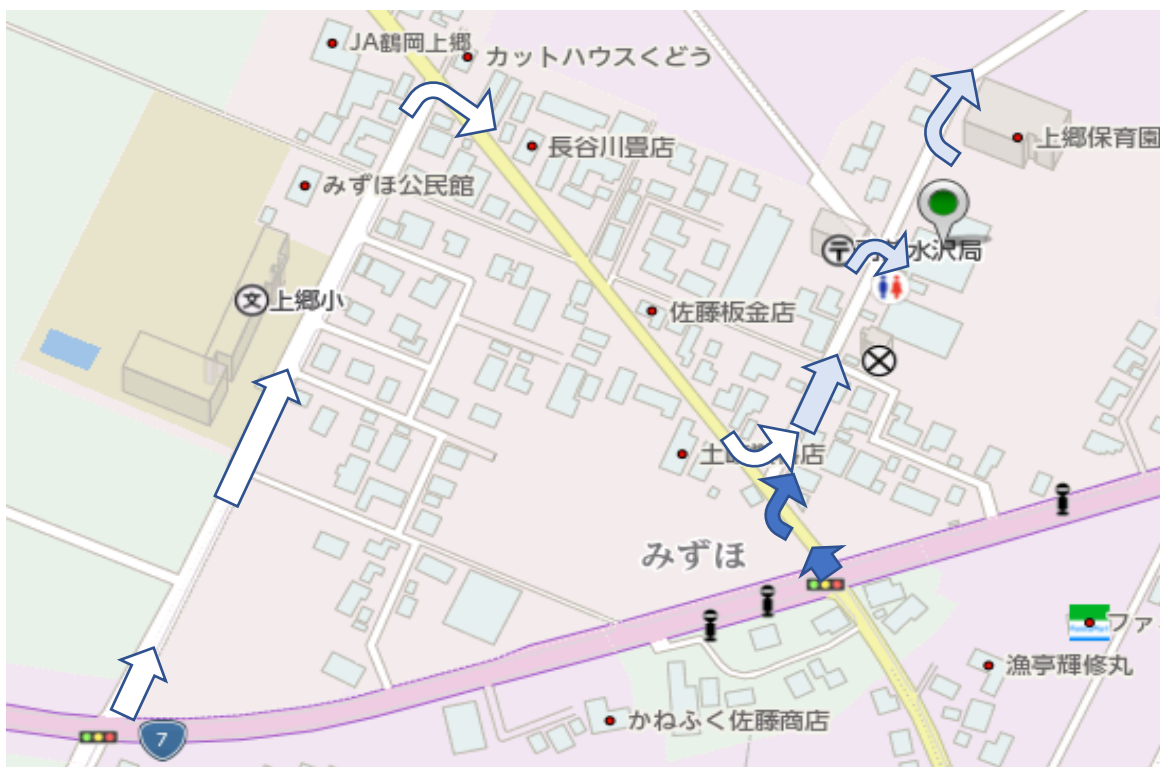 JA鶴岡上郷
カットハウスくどう
長谷川畳店
みずほ公民館
上郷保育園
水沢局
文
上郷小
佐藤板金店
土
店
みずほ
ファ
漁亭輝修丸
かねふく佐藤商店
7